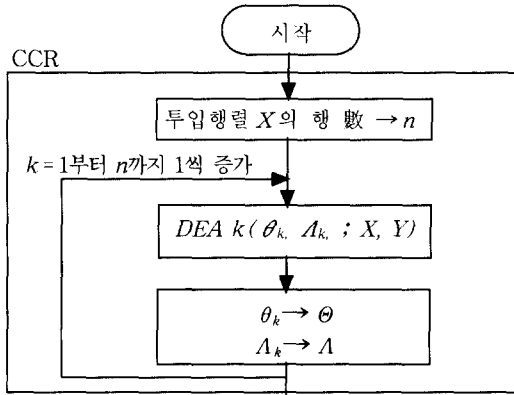 시작
CCR
투입행렬 X의 행 數 → n
k = 1부터 n까지 1씩 증가
DEA k ( θk, Λk, ; X, Y)
θk → Θ
Λk → Λ